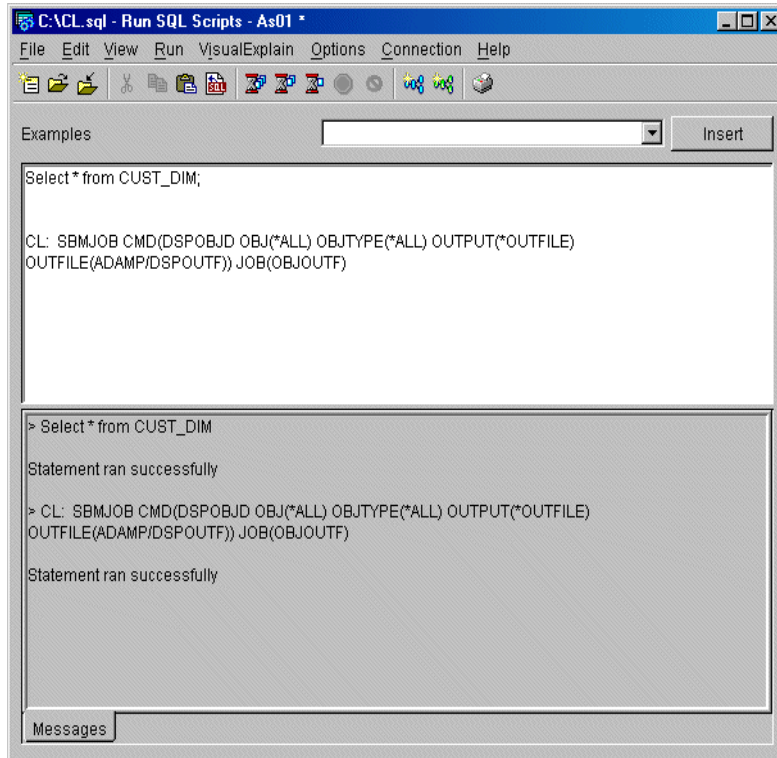 C:\CL.sql - Run SQL Scripts - As01 *
File Edit View Run VisualExplain Options Connection Help
SQL
Examples
Insert
Select * from CUST_DIM;
CL: SBMJOB CMD(DSPOBJD OBJ(*ALL) OBJTYPE(*ALL) OUTPUT(*OUTFILE)
OUTFILE(ADAMP/DSPOUTF)) JOB(OBJOUTF)
> Select * from CUST_DIM
Statement ran successfully
> CL: SBMJOB CMD(DSPOBJD OBJ(*ALL) OBJTYPE(*ALL) OUTPUT(*OUTFILE)
OUTFILE(ADAMP/DSPOUTF)) JOB(OBJOUTF)
Statement ran successfully
Messages